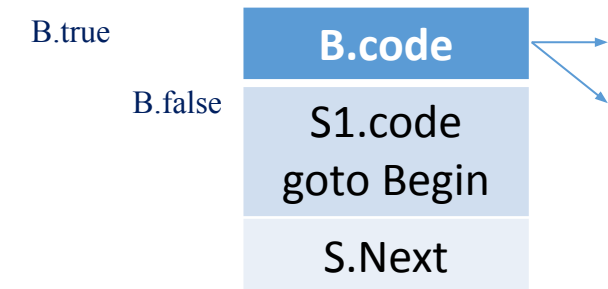 B.true
B.code
B.false
S1.code
goto Begin
S.Next